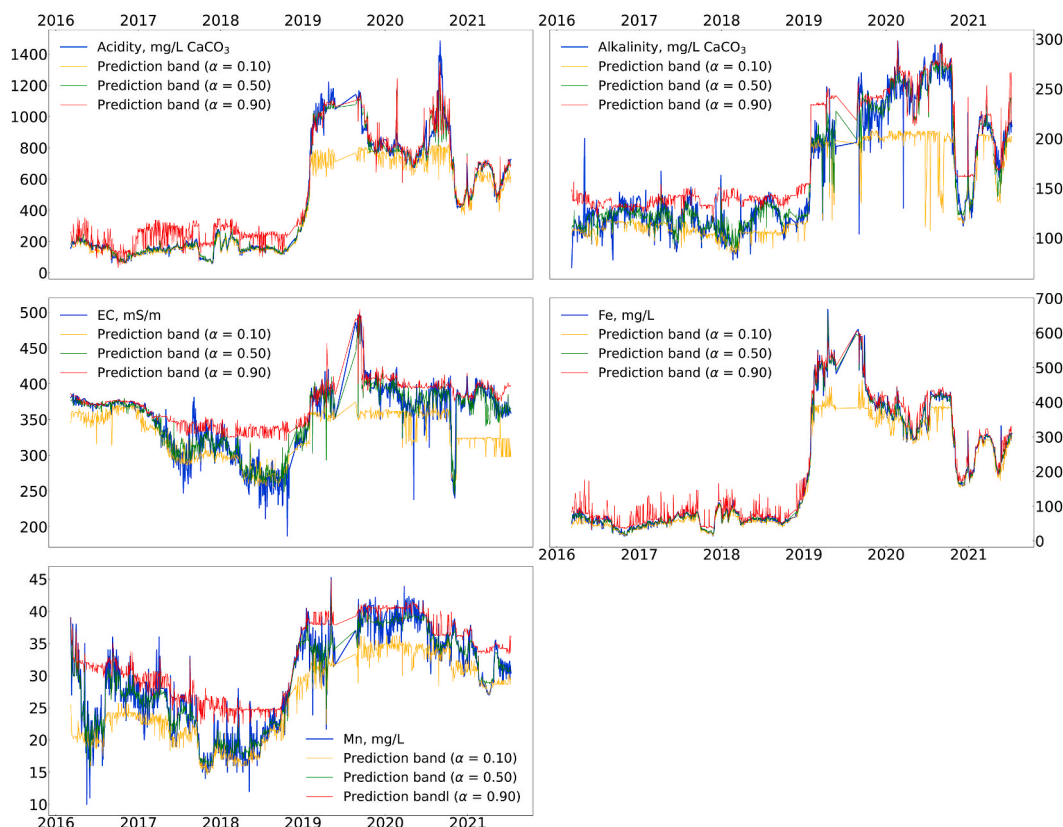 2016 2017 2018 2019 2020 2021
2016 2017 2018 2019 2020 2021
1400
1200
1000
800
600
400
200
0
Acidity, mg/L CaCO₃
Prediction band (α = 0.10)
Prediction band (α = 0.50)
Prediction band (α = 0.90)
Alkalinity, mg/L CaCO₃
Prediction band (α = 0.10)
Prediction band (α = 0.50)
Prediction band (α = 0.90)
300
250
200
150
100
500
450
400
350
300
250
200
EC, mS/m
Prediction band (α = 0.10)
Prediction band (α = 0.50)
Prediction band (α = 0.90)
Fe, mg/L
Prediction band (α = 0.10)
Prediction band (α = 0.50)
Prediction band (α = 0.90)
700
600
500
400
300
200
100
0
2016 2017 2018 2019 2020 2021
45
40
35
30
25
20
15
10
Mn, mg/L
Prediction band (α = 0.10)
Prediction band (α = 0.50)
Prediction bandl (α = 0.90)
2016 2017 2018 2019 2020 2021